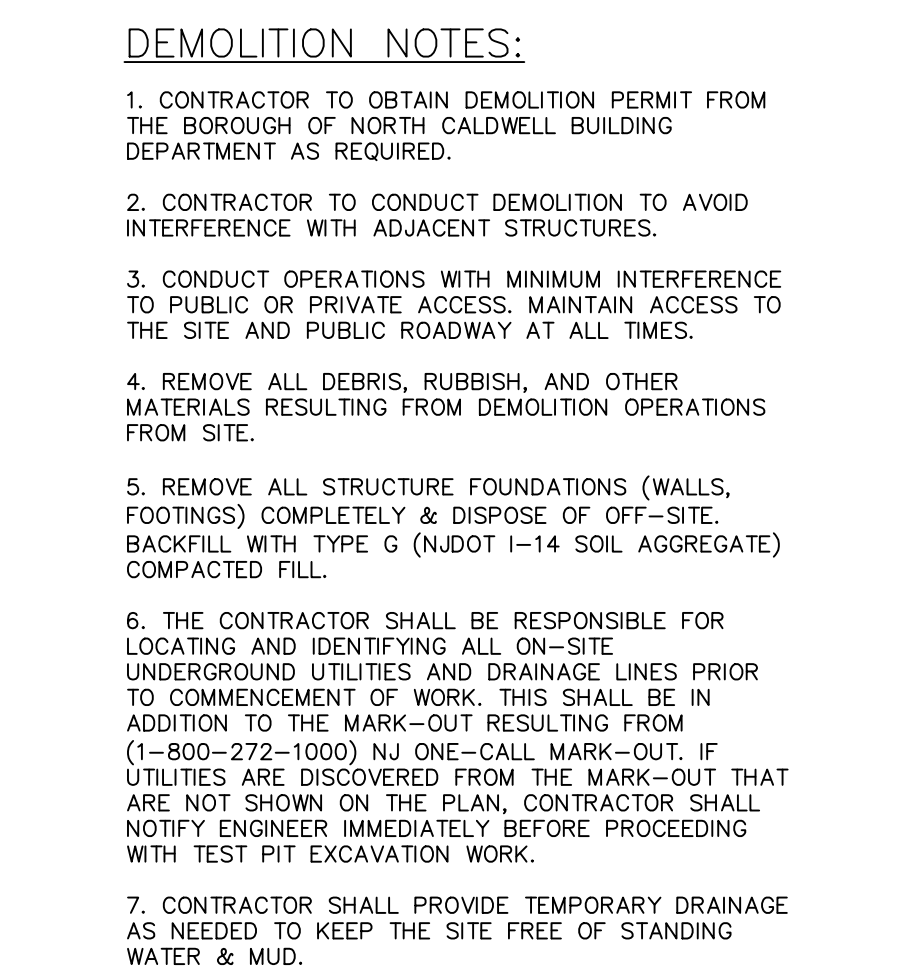 DEMOLITION NOTES:
1. CONTRACTOR TO OBTAIN DEMOLITION PERMIT FROM
THE BOROUGH OF NORTH CALDWELL BUILDING
DEPARTMENT AS REQUIRED.
2. CONTRACTOR TO CONDUCT DEMOLITION TO AVOID
INTERFERENCE WITH ADJACENT STRUCTURES.
3. CONDUCT OPERATIONS WITH MINIMUM INTERFERENCE
TO PUBLIC OR PRIVATE ACCESS. MAINTAIN ACCESS TO
THE SITE AND PUBLIC ROADWAY AT ALL TIMES.
4. REMOVE ALL DEBRIS, RUBBISH, AND OTHER
MATERIALS RESULTING FROM DEMOLITION OPERATIONS
FROM SITE.
5. REMOVE ALL STRUCTURE FOUNDATIONS (WALLS,
FOOTINGS) COMPLETELY & DISPOSE OF OFF-SITE.
BACKFILL WITH TYPE G (NJDOT I-14 SOIL AGGREGATE)
COMPACTED FILL.
6. THE CONTRACTOR SHALL BE RESPONSIBLE FOR
LOCATING AND IDENTIFYING ALL ON-SITE
UNDERGROUND UTILITIES AND DRAINAGE LINES PRIOR
TO COMMENCEMENT OF WORK. THIS SHALL BE IN
ADDITION TO THE MARK-OUT RESULTING FROM
(1-800-272-1000) NJ ONE-CALL MARK-OUT. IF
UTILITIES ARE DISCOVERED FROM THE MARK-OUT THAT
ARE NOT SHOWN ON THE PLAN, CONTRACTOR SHALL
NOTIFY ENGINEER IMMEDIATELY BEFORE PROCEEDING
WITH TEST PIT EXCAVATION WORK.
7. CONTRACTOR SHALL PROVIDE TEMPORARY DRAINAGE
AS NEEDED TO KEEP THE SITE FREE OF STANDING
WATER & MUD.